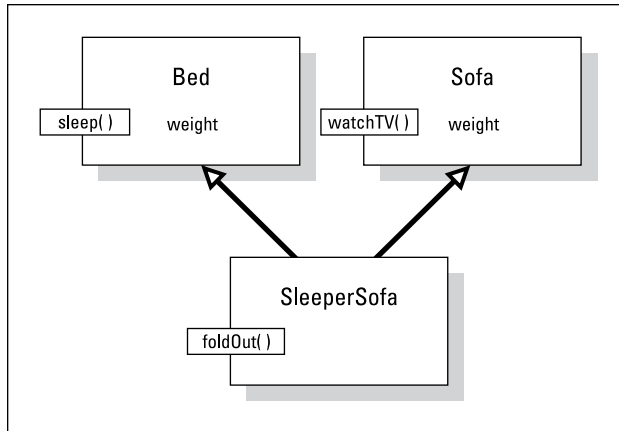 Bed
sleep( )
weight
Sofa
watchTV( )
weight
SleeperSofa
foldOut( )